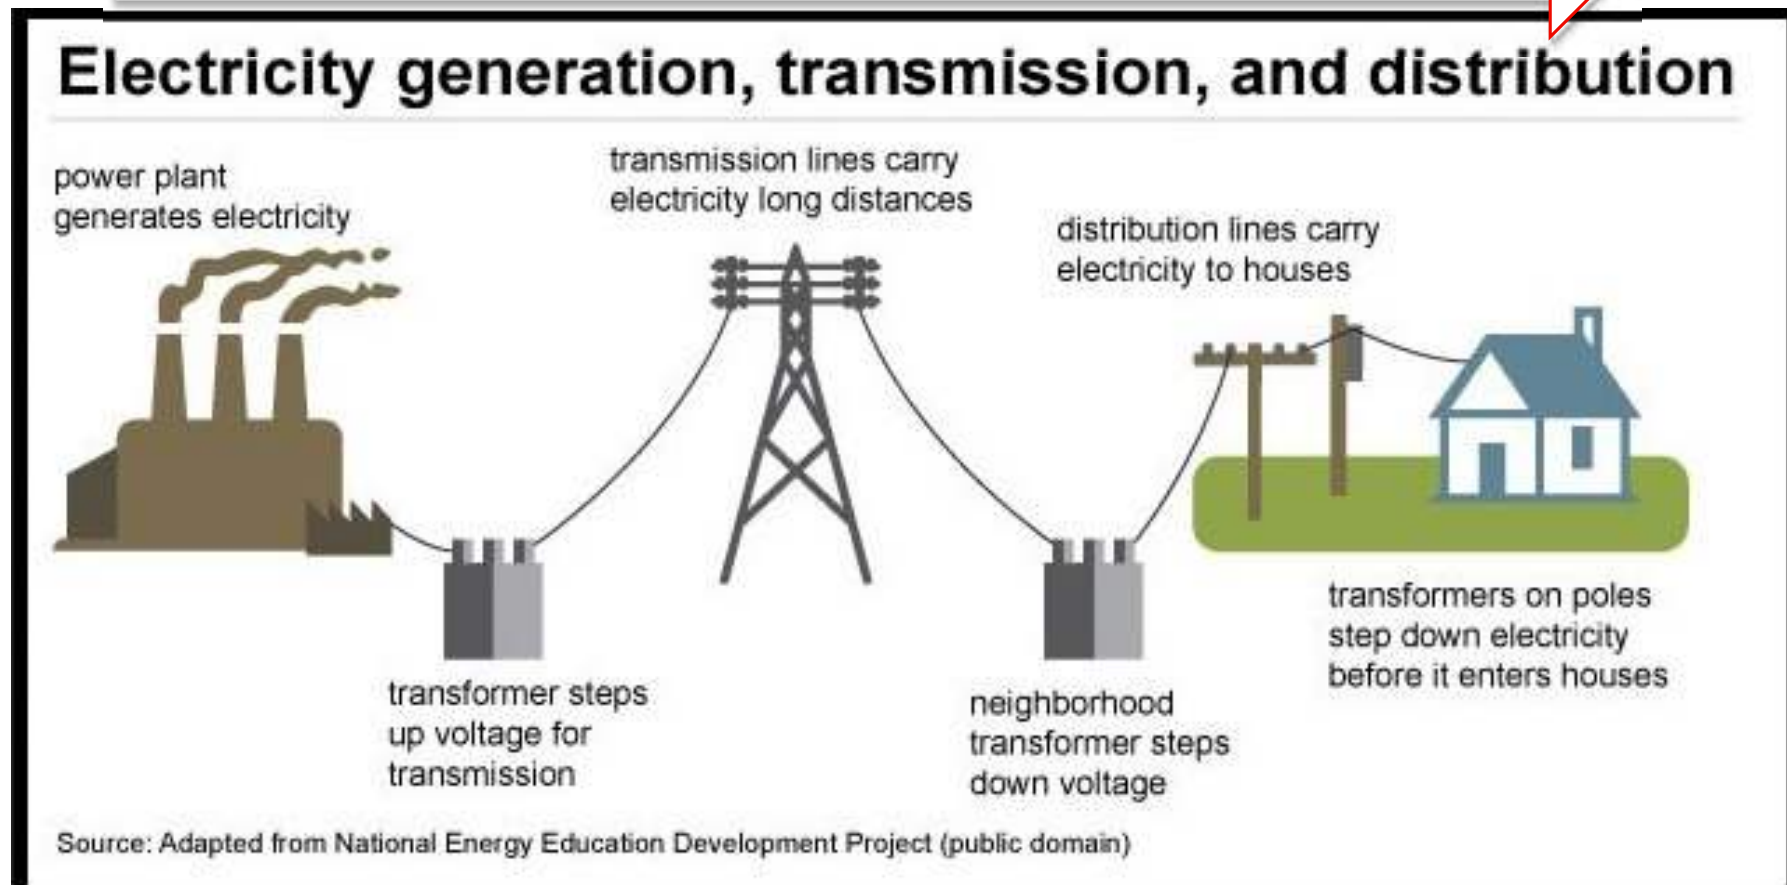 Electricity generation, transmission, and distribution
power plant
generates electricity
transmission lines carry
electricity long distances
distribution lines carry
electricity to houses
transformer steps
up voltage for
transmission
neighborhood
transformer steps
down voltage
transformers on poles
step down electricity
before it enters houses
Source: Adapted from National Energy Education Development Project (public domain)